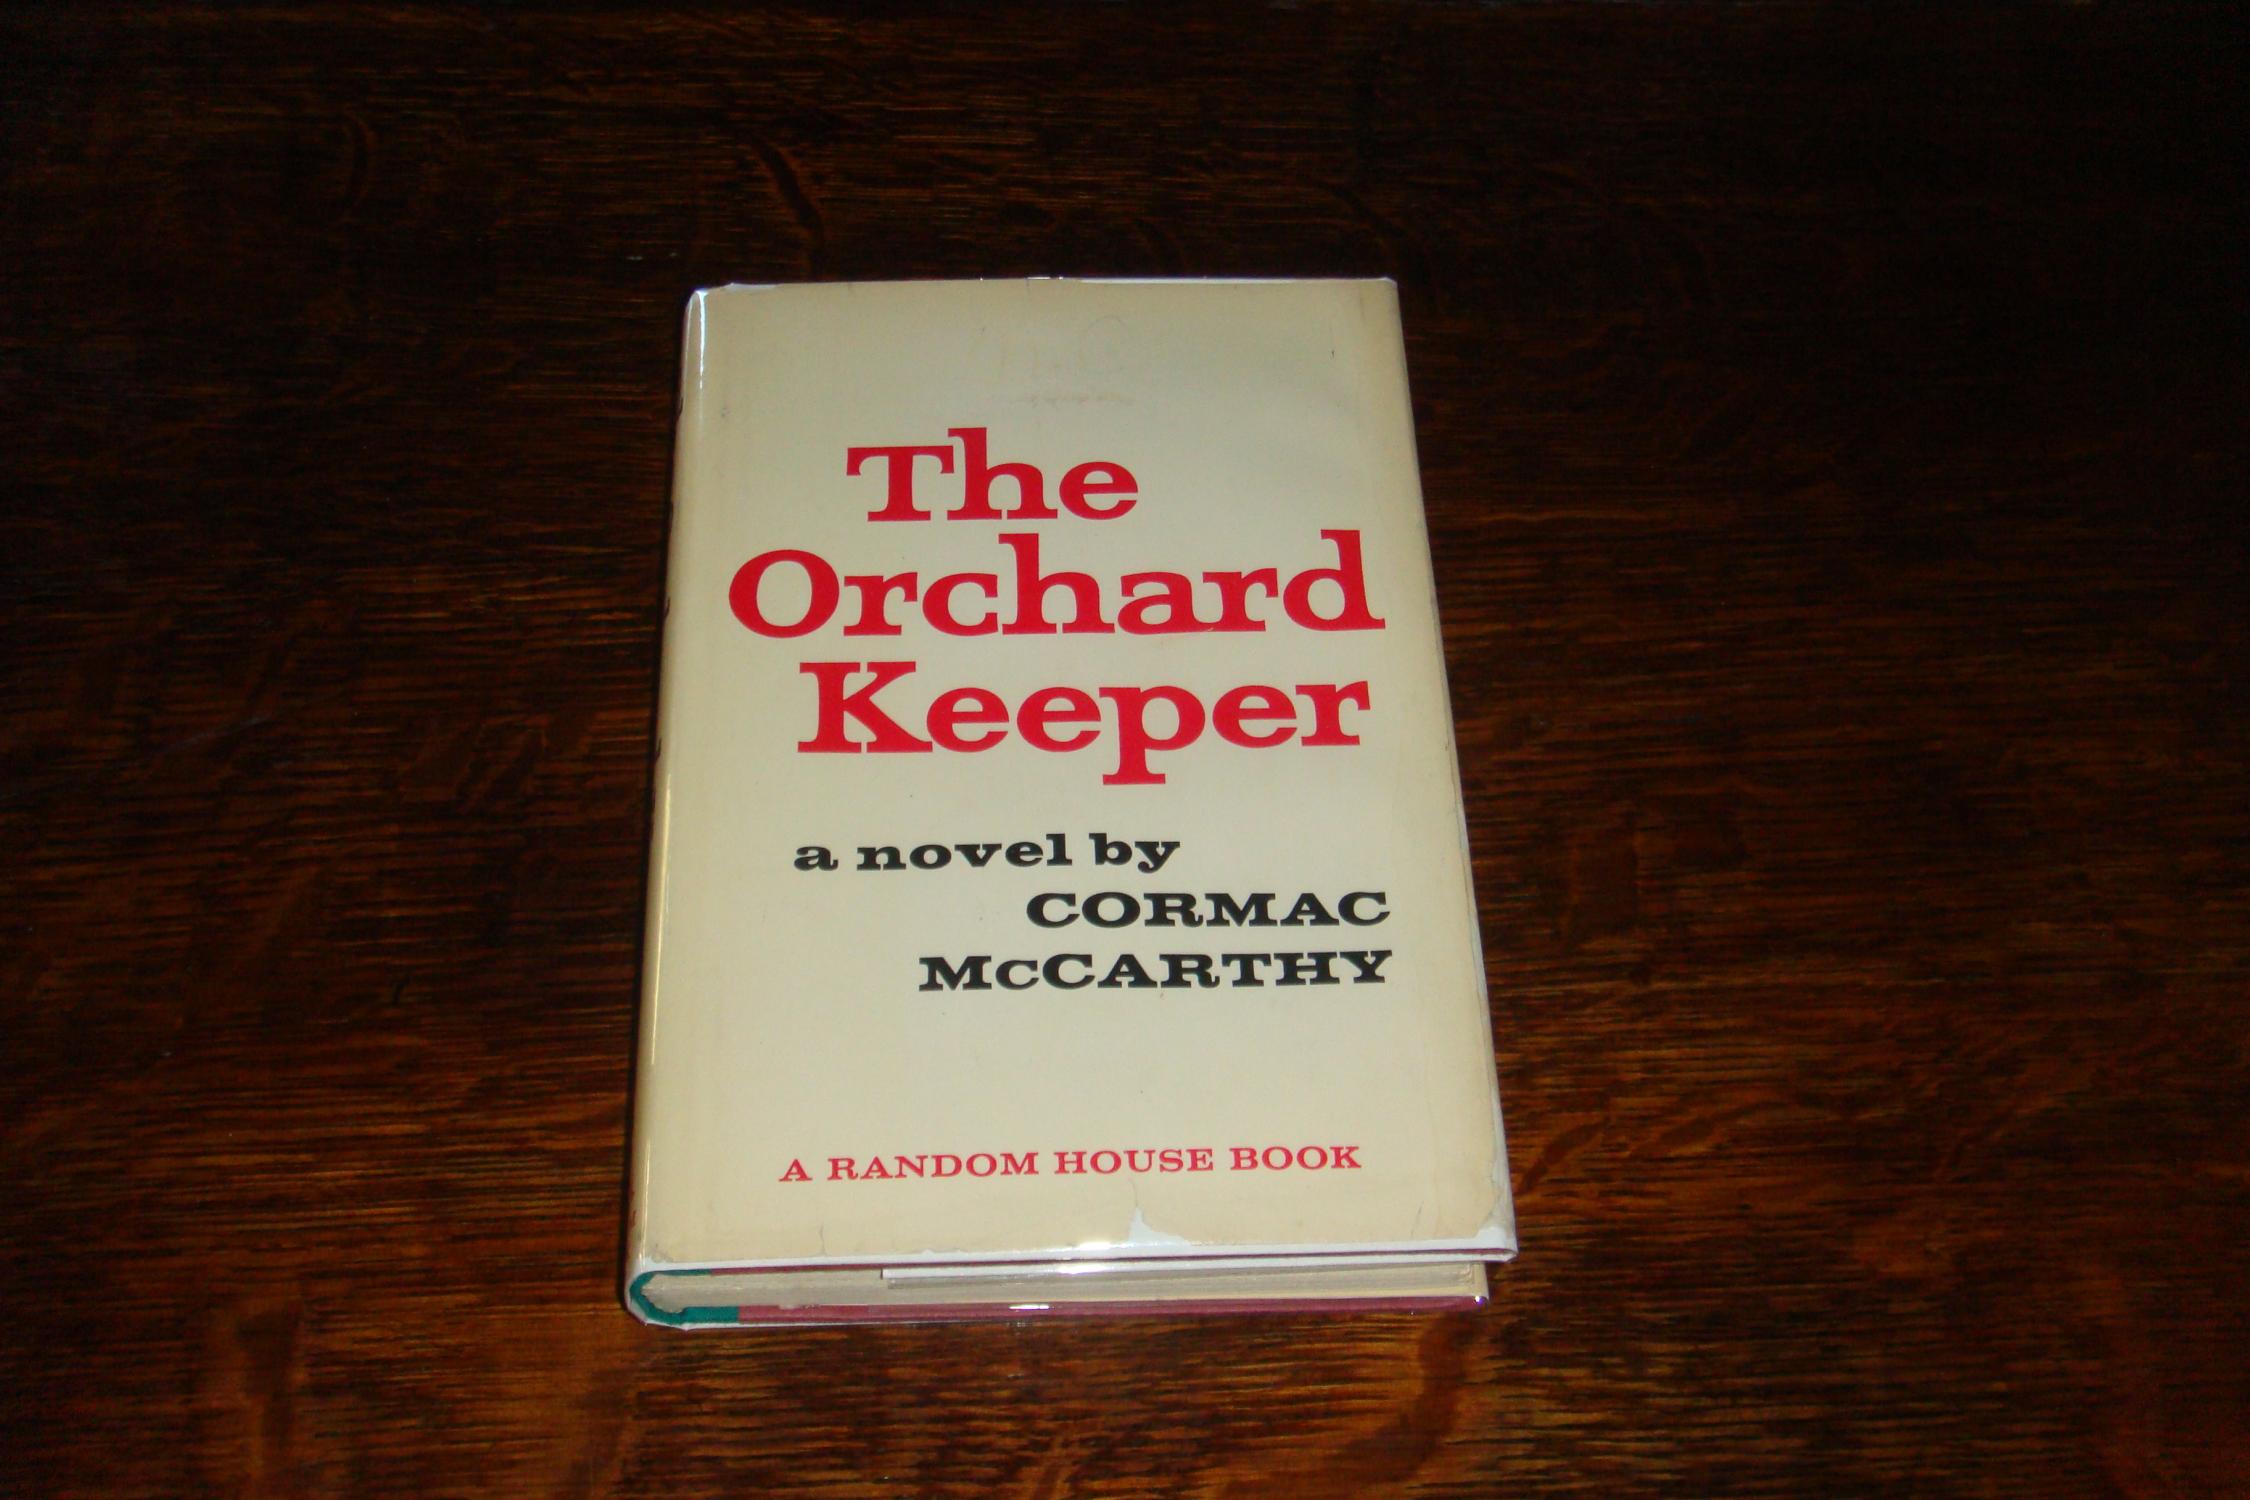 The
Orchard
Keeper
a novel by
CORMAC
McCARTHY
A RANDOM HOUSE BOOK